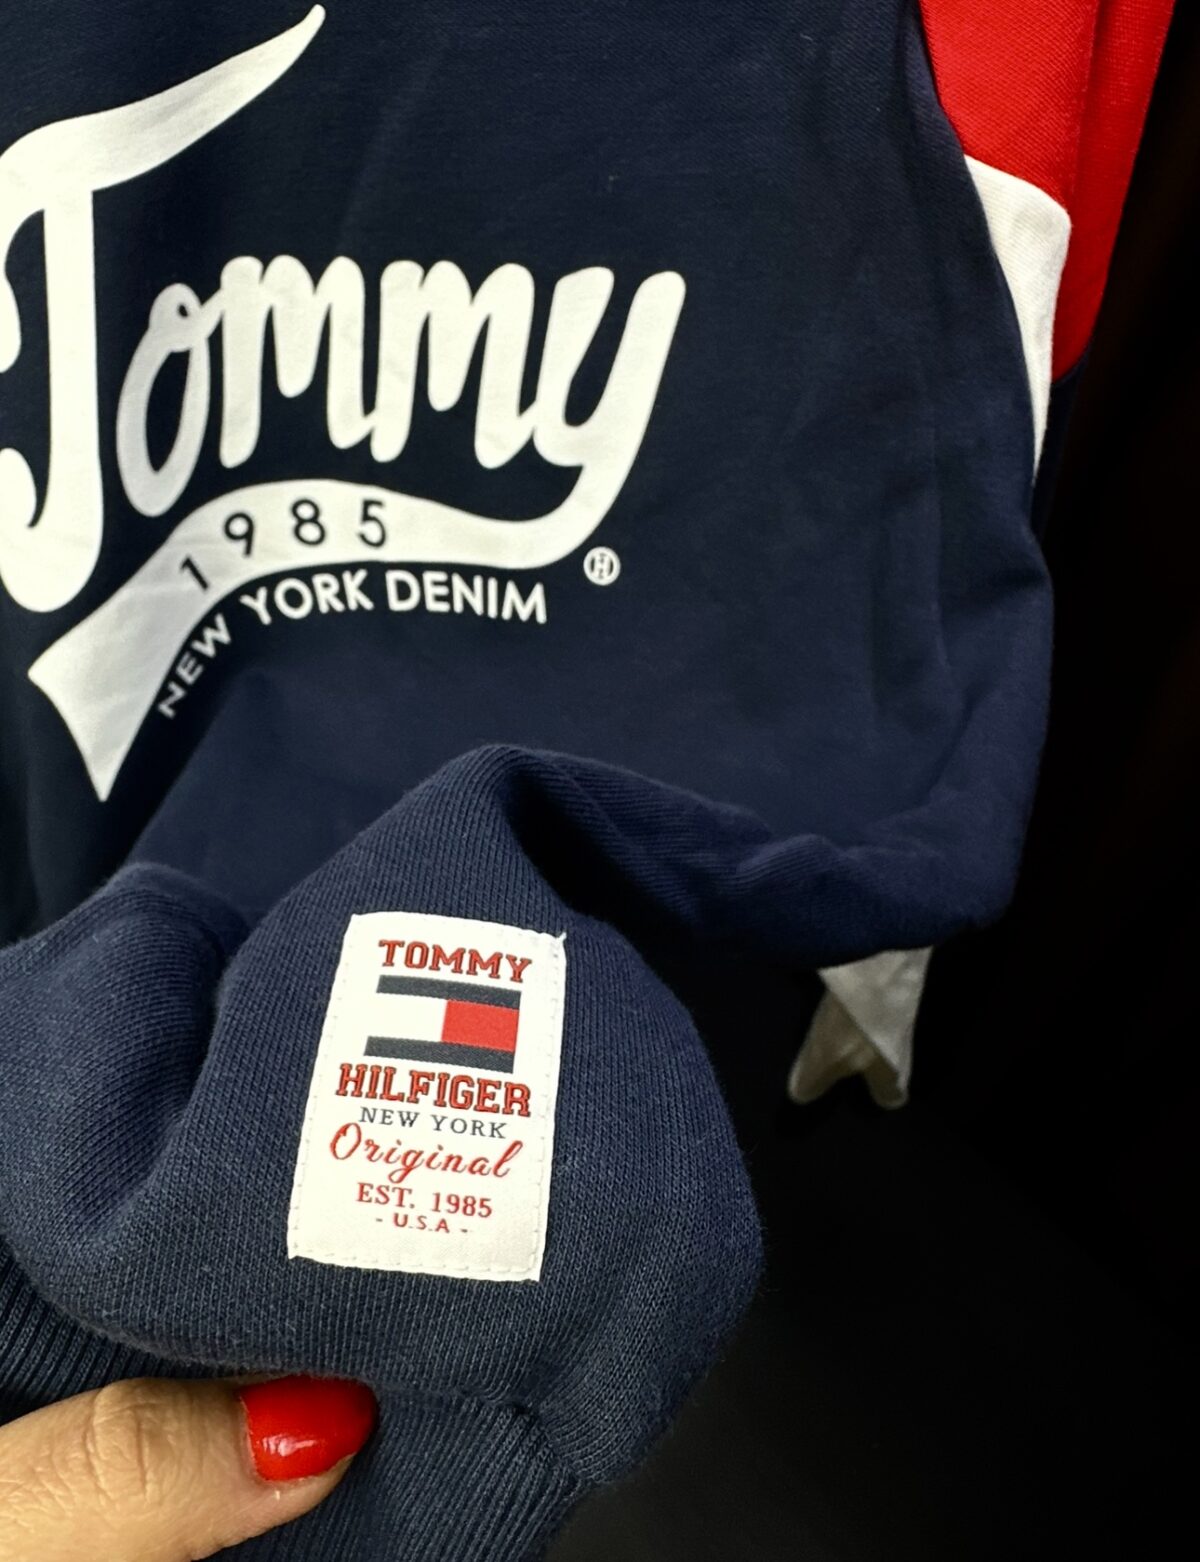 Tommy
1985
NEW YORK DENIM
H
TOMMY
HILFIGER
NEW YORK
Original
EST. 1985
- U.S.A -